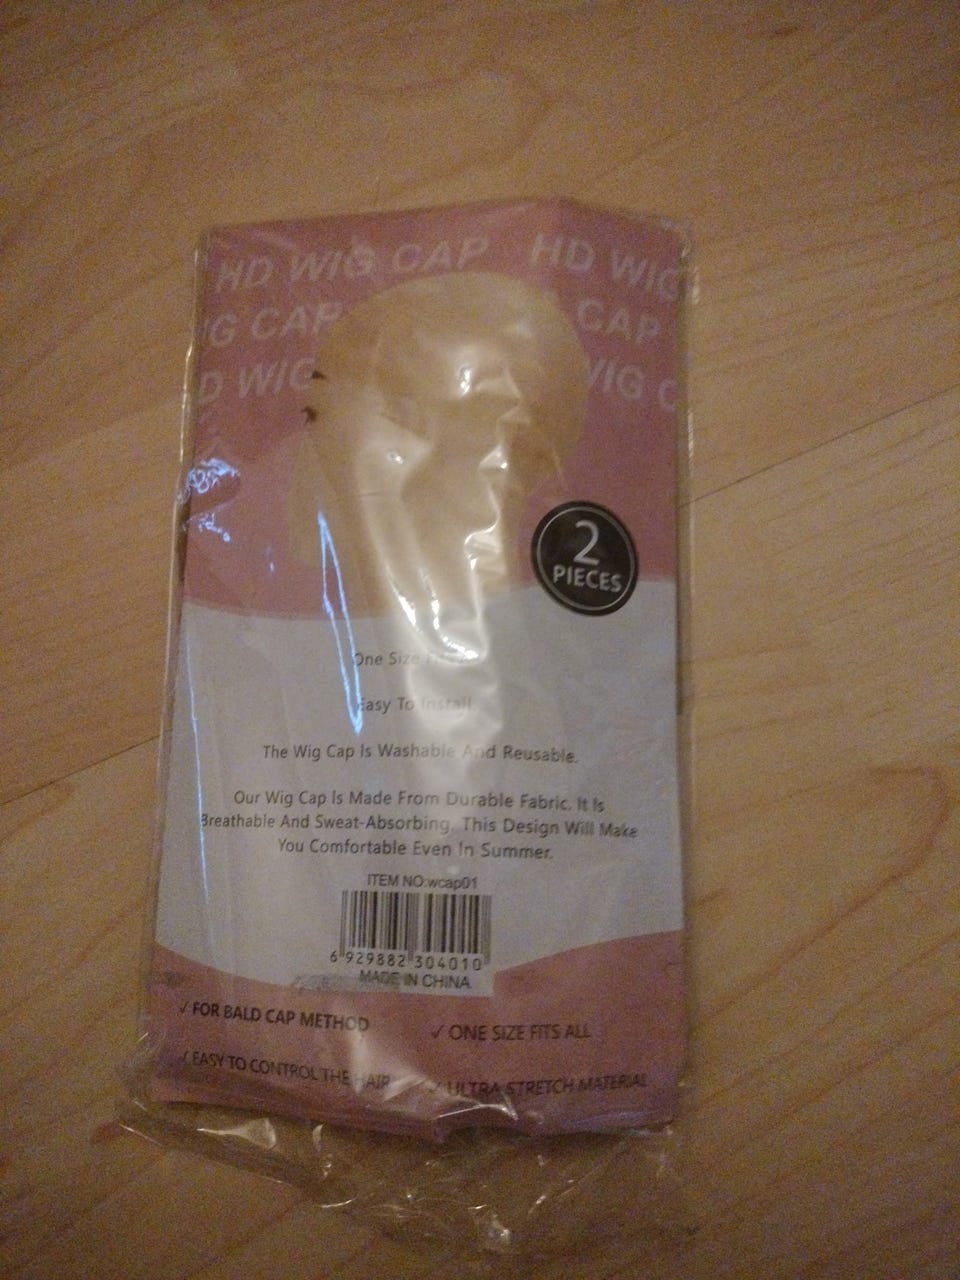 HD WIG CAP HD WIG
IG CAP CAP
D WIG WIG C
2
PIECES
One Size
Easy To Install
The Wig Cap Is Washable And Reusable.
Our Wig Cap Is Made From Durable Fabric. It Is
Breathable And Sweat-Absorbing. This Design Will Make
You Comfortable Even In Summer.
ITEM NO:wcap01
6 929882 304010
MADE IN CHINA
✓ FOR BALD CAP METHOD
✓ ONE SIZE FITS ALL
✓ EASY TO CONTROL THE HAIR
✓ ULTRA STRETCH MATERIAL